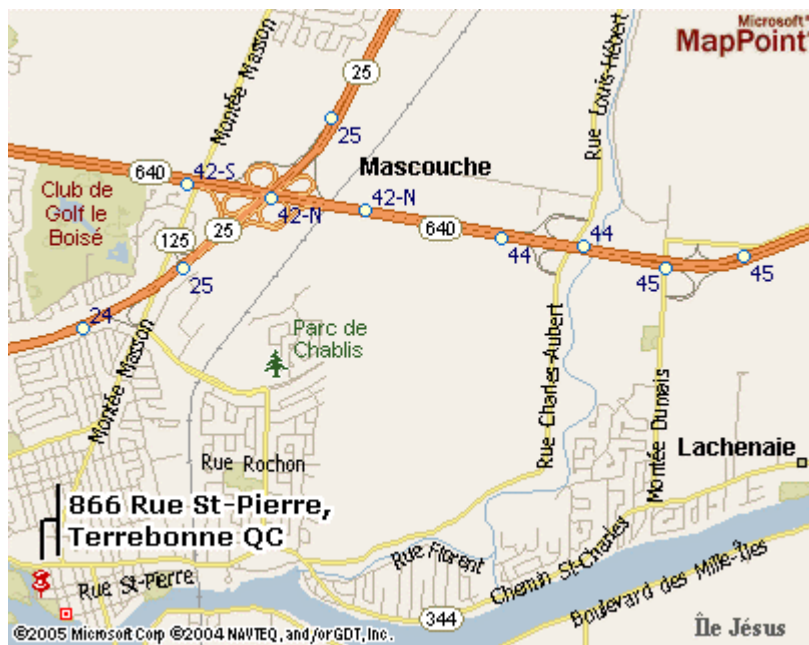 Microsoft®
MapPoint®
25
Montée Masson
Rue Louis-Hébert
25
Mascouche
640
42-S
42-N
42-N
Club de
Golf le
Boisé
125
25
640
44
44
45
45
25
24
Parc de
Chablis
Montée Masson
Rue Charles-Aubert
Montée Dumais
Lachenaie
Rue Rochon
866 Rue St-Pierre,
Terrebonne QC
Rue Florent
Rue St-Pierre
Chemin St-Charles
Boulevard des Mille-Îles
344
Île Jésus
©2005 Microsoft Corp ©2004 NAVTEQ, and/or GDT, Inc.